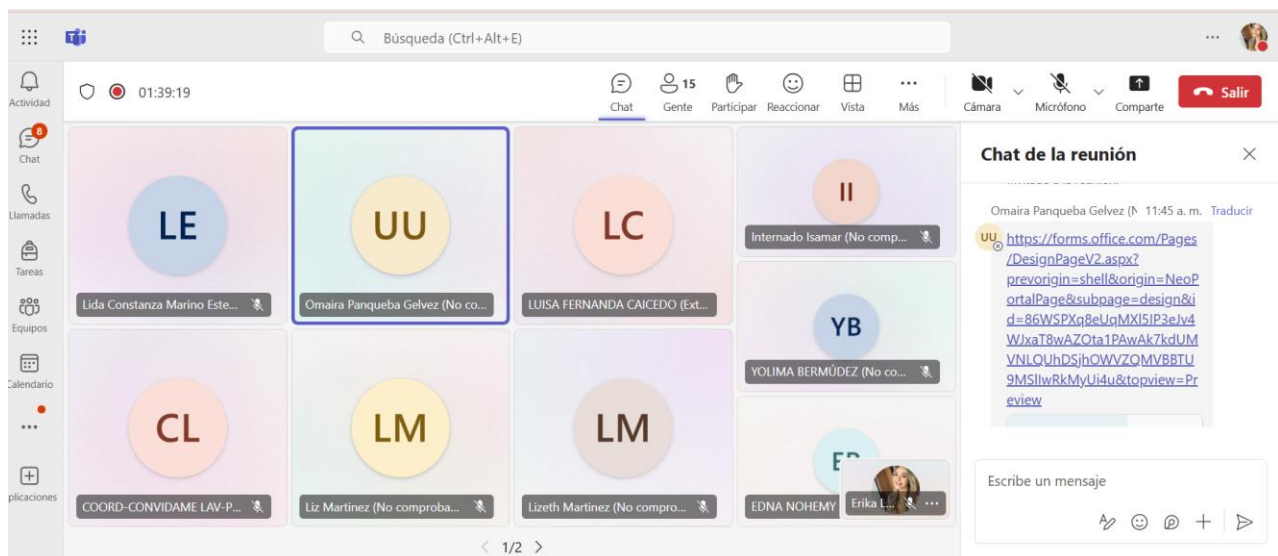 Búsqueda (Ctrl+Alt+E)
Actividad
8
Chat
Llamadas
Tareas
Equipos
Calendario
plicaciones
01:39:19
Chat
15
Gente
Participar
Reaccionar
Vista
Más
Cámara
Micrófono
Comparte
Salir
LE
Lida Constanza Marino Este...
UU
Omaira Panqueba Gelvez (No co...
LC
LUISA FERNANDA CAICEDO (Ext...
II
Internado Isamar (No comp...
YB
YOLIMA BERMÚDEZ (No co...
CL
COORD-CONVIDAME LAV-P...
LM
Liz Martinez (No comproba...
LM
Lizeth Martinez (No compro...
EDNA NOHEMY
Erika L...
1/2
Chat de la reunión
Omaira Panqueba Gelvez (N 11:45 a. m. Traducir
UU
https://forms.office.com/Pages
/DesignPageV2.aspx?
prevorigin=shell&origin=NeoP
ortalPage&subpage=design&i
d=86WSPXq8eUqMXl5IP3eJv4
WJxaT8wAZOta1PAwAk7kdUM
VNLQUhDSjhOWVZQMVBBTU
9MSlIwRkMyUi4u&topview=Pr
eview
Escribe un mensaje